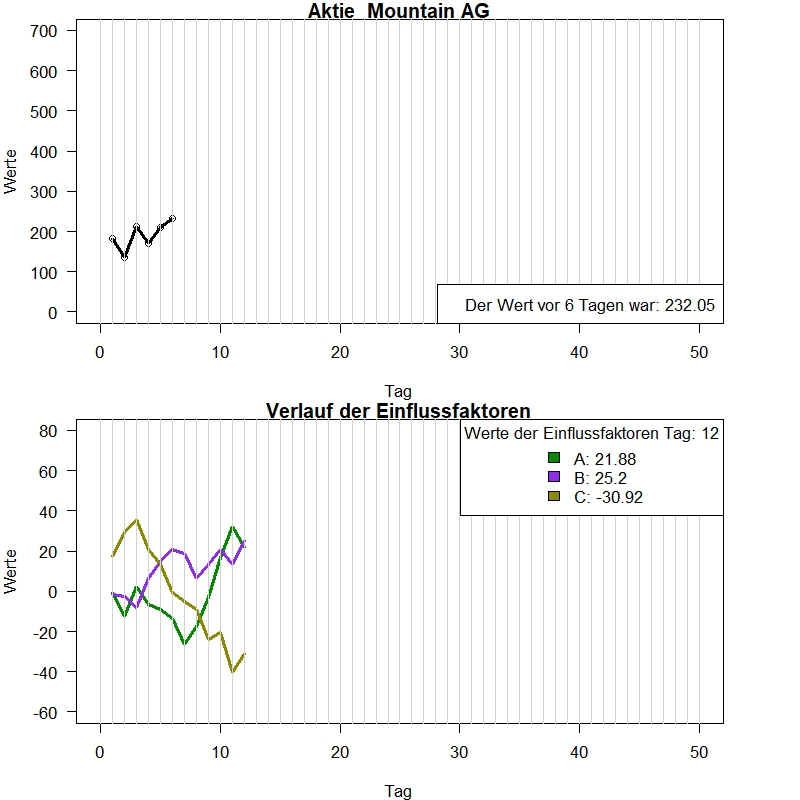 Aktie  Mountain AG
Werte
700
600
500
400
300
200
100
0
Der Wert vor 6 Tagen war: 232.05
0 10 20 30 40 50
Tag
Verlauf der Einflussfaktoren
Werte
80
60
40
20
0
-20
-40
-60
Werte der Einflussfaktoren Tag: 12
A: 21.88
B: 25.2
C: -30.92
0 10 20 30 40 50
Tag